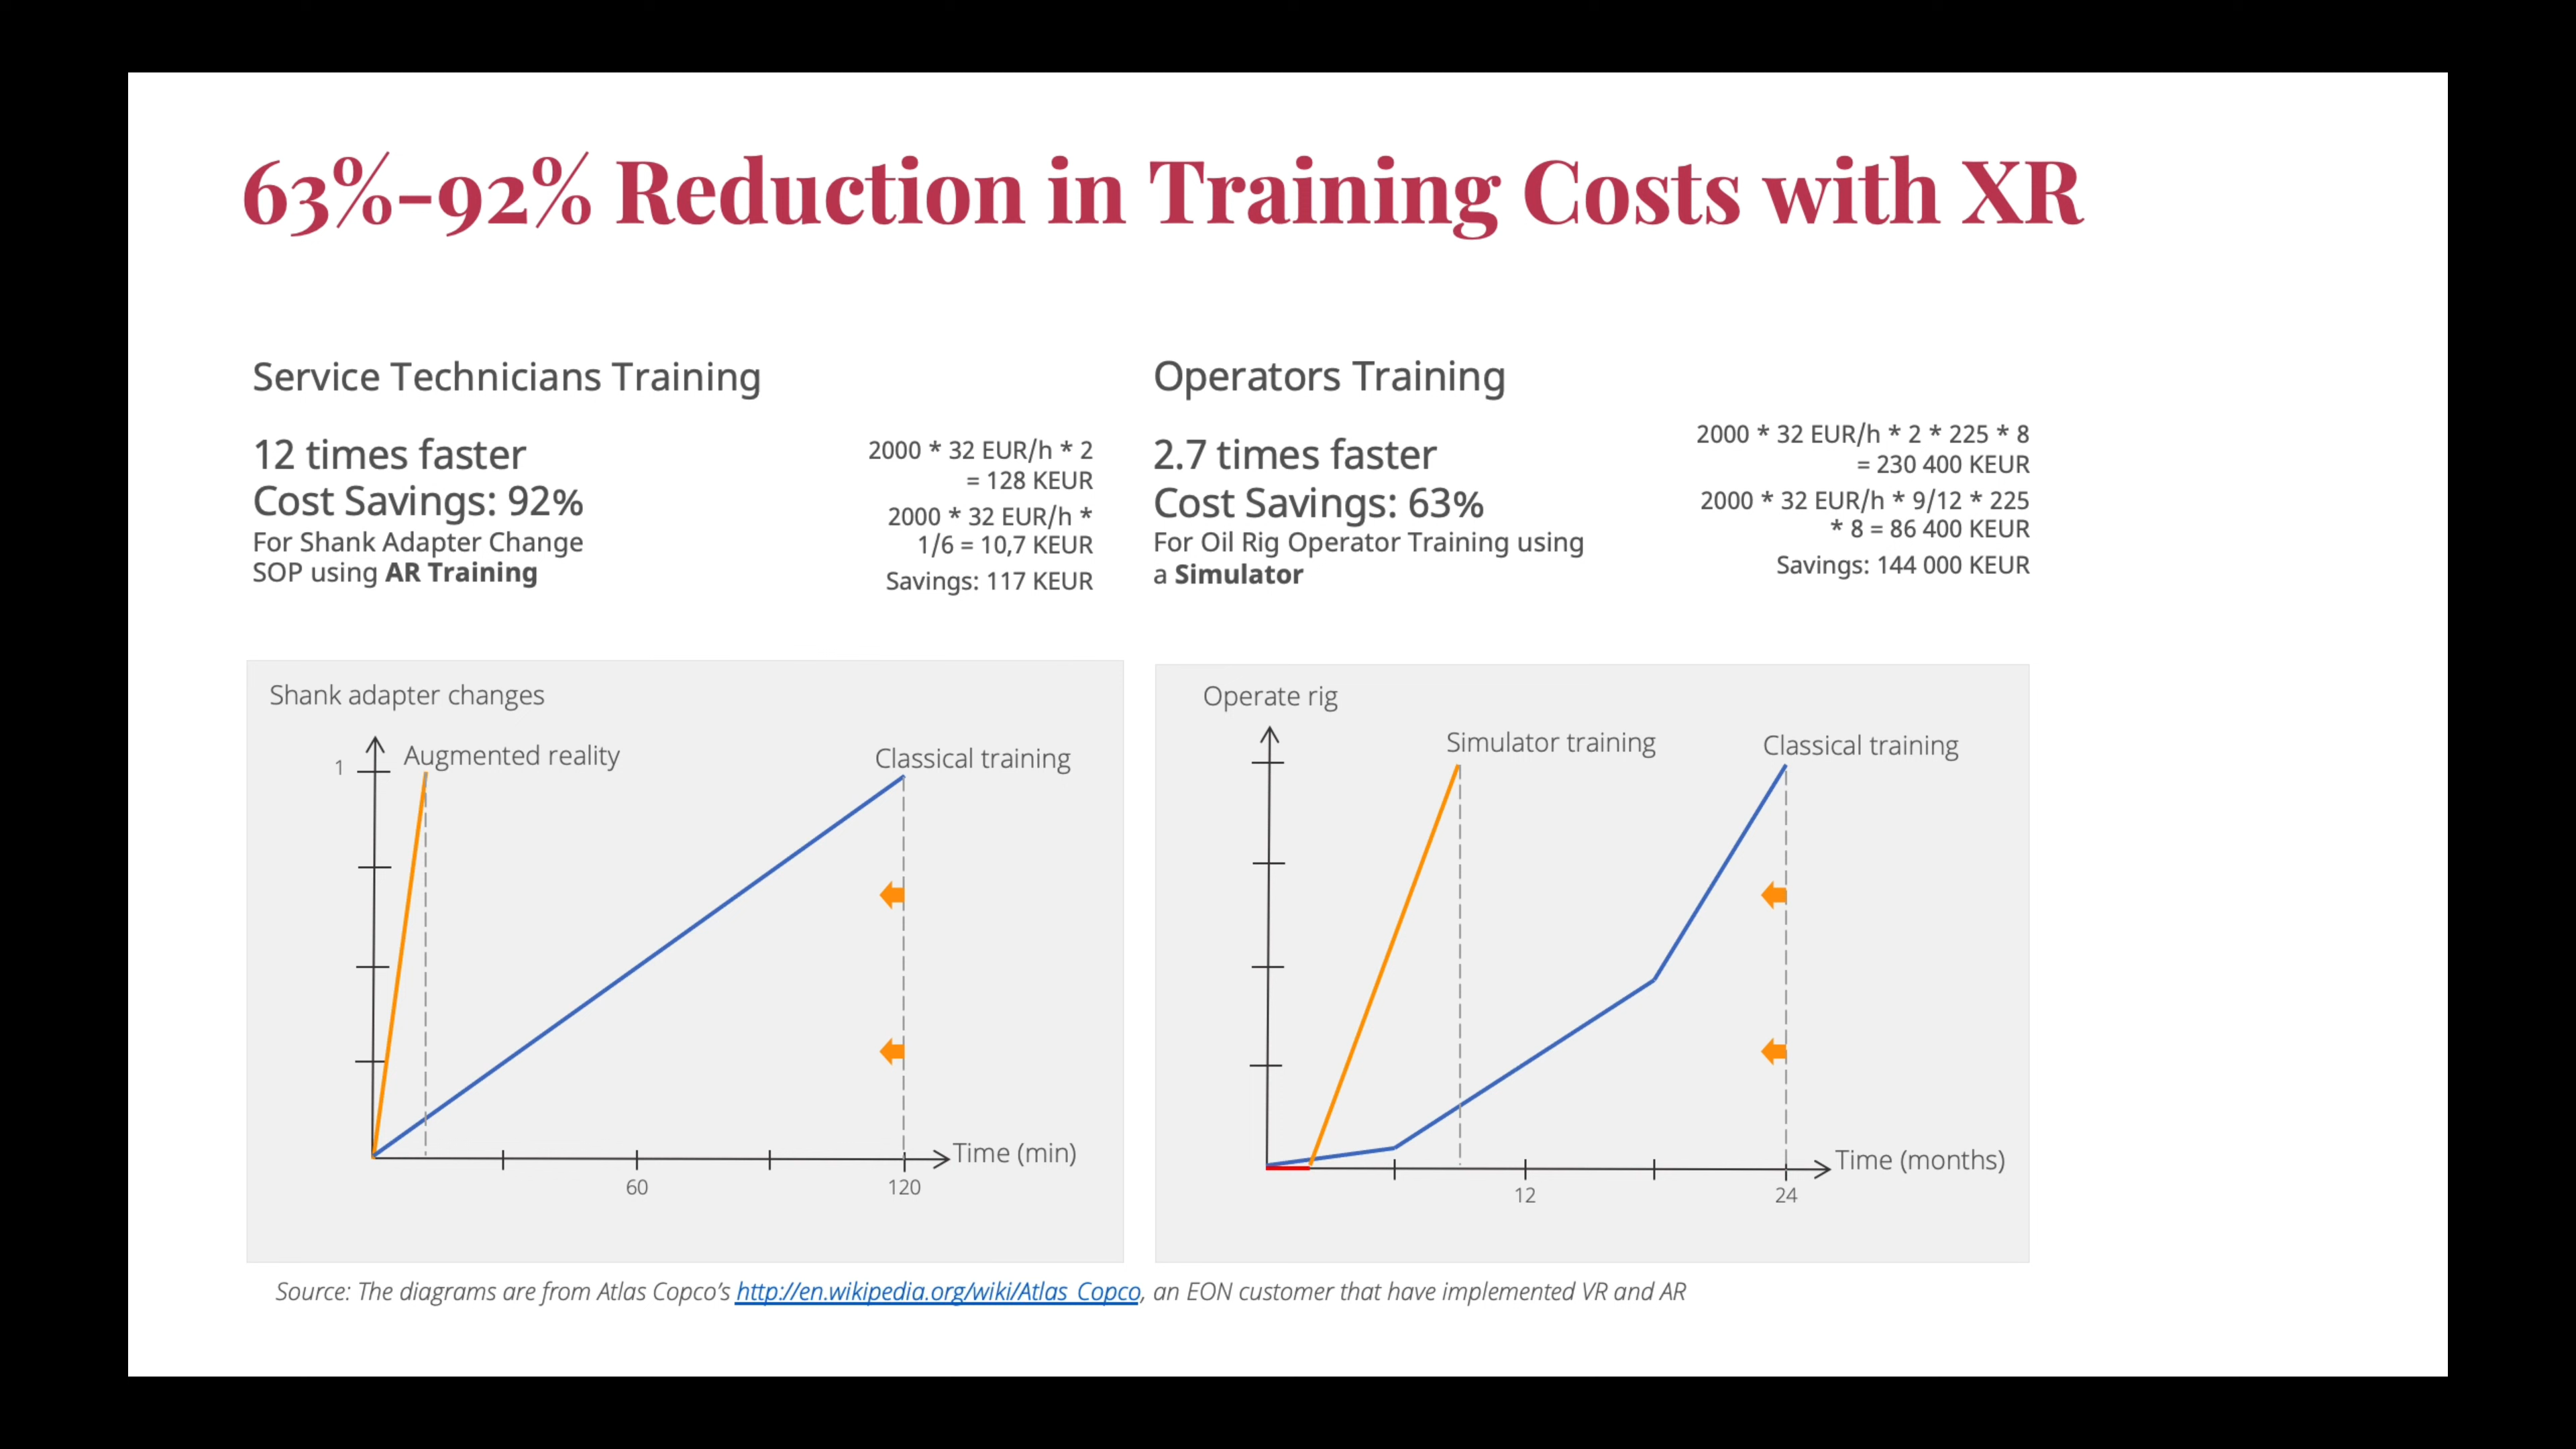 63%-92% Reduction in Training Costs with XR
Service Technicians Training
12 times faster
Cost Savings: 92%
For Shank Adapter Change
SOP using AR Training
2000 * 32 EUR/h * 2
= 128 KEUR
2000 * 32 EUR/h *
1/6 = 10,7 KEUR
Savings: 117 KEUR
Operators Training
2.7 times faster
Cost Savings: 63%
For Oil Rig Operator Training using
a Simulator
2000 * 32 EUR/h * 2 * 225 * 8
= 230 400 KEUR
2000 * 32 EUR/h * 9/12 * 225
* 8 = 86 400 KEUR
Savings: 144 000 KEUR
Shank adapter changes
1
Augmented reality
Classical training
Time (min)
60
120
Operate rig
Simulator training
Classical training
Time (months)
12
24
Source: The diagrams are from Atlas Copco’s http://en.wikipedia.org/wiki/Atlas_Copco, an EON customer that have implemented VR and AR